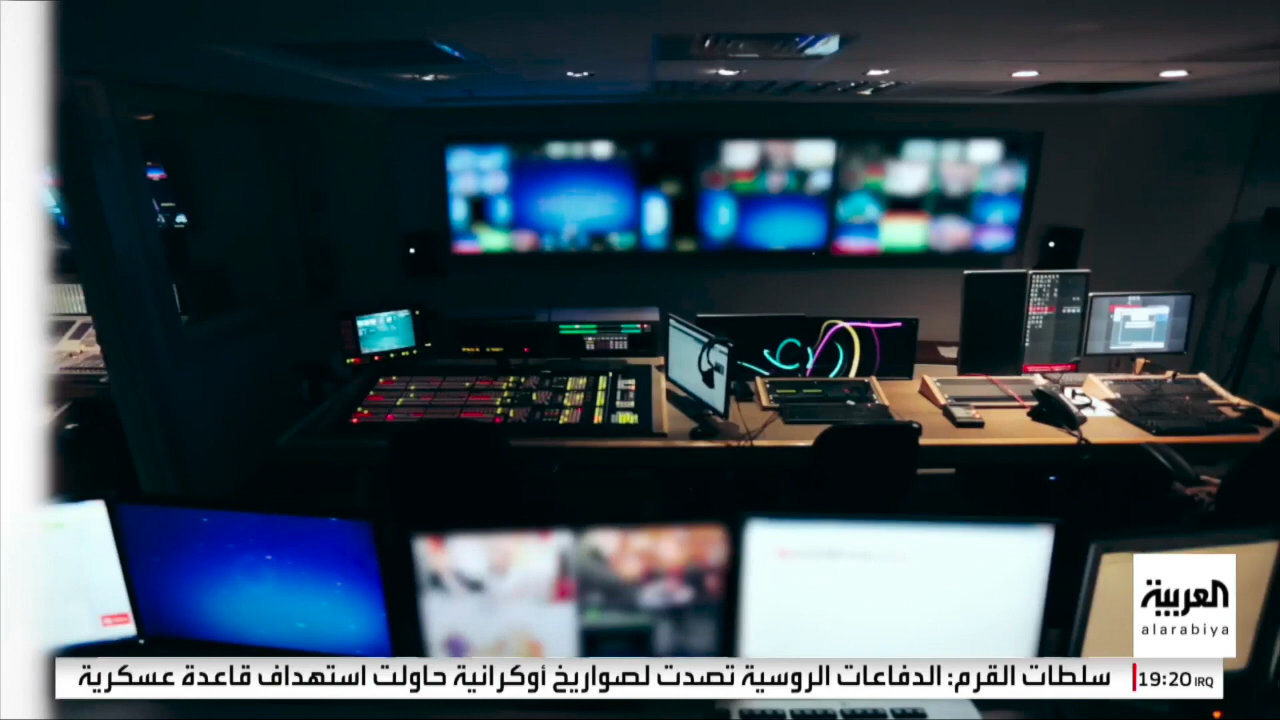 العربية
alarabiya
سلطات القرم: الدفاعات الروسية تصدت لصواريخ أوكرانية حاولت استهداف قاعدة عسكرية
19:20 IRQ